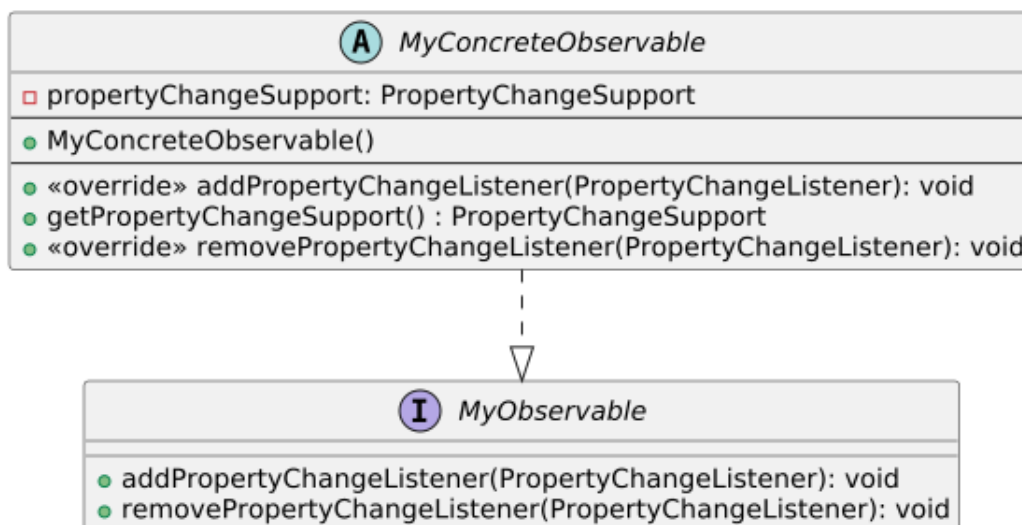 A MyConcreteObservable
propertyChangeSupport: PropertyChangeSupport
MyConcreteObservable()
«override» addPropertyChangeListener(PropertyChangeListener): void
getPropertyChangeSupport() : PropertyChangeSupport
«override» removePropertyChangeListener(PropertyChangeListener): void
I MyObservable
addPropertyChangeListener(PropertyChangeListener): void
removePropertyChangeListener(PropertyChangeListener): void